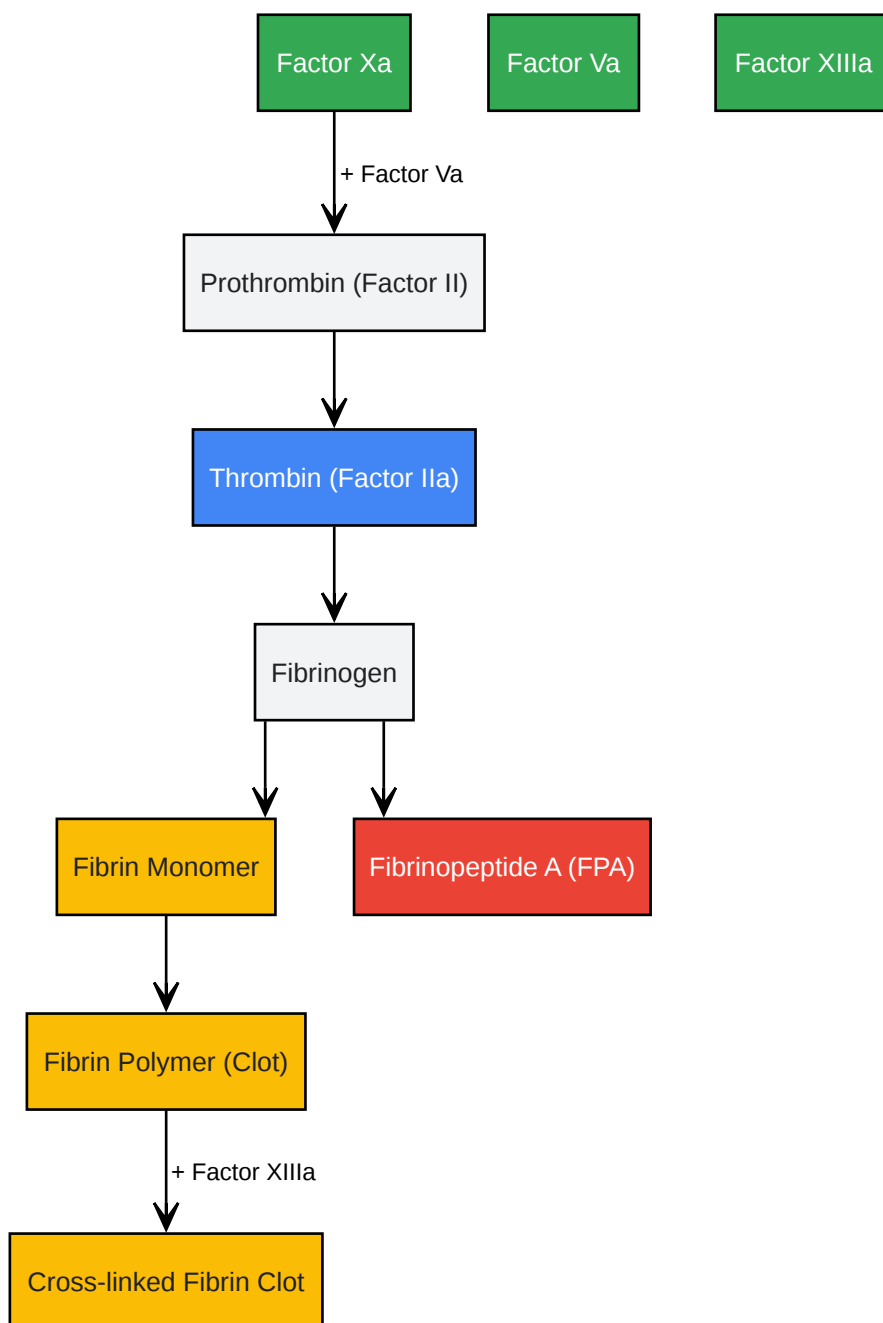 Factor Xa
Factor Va
Factor XIIIa
+ Factor Va
Prothrombin (Factor II)
Thrombin (Factor IIa)
Fibrinogen
Fibrin Monomer
Fibrinopeptide A (FPA)
Fibrin Polymer (Clot)
+ Factor XIIIa
Cross-linked Fibrin Clot